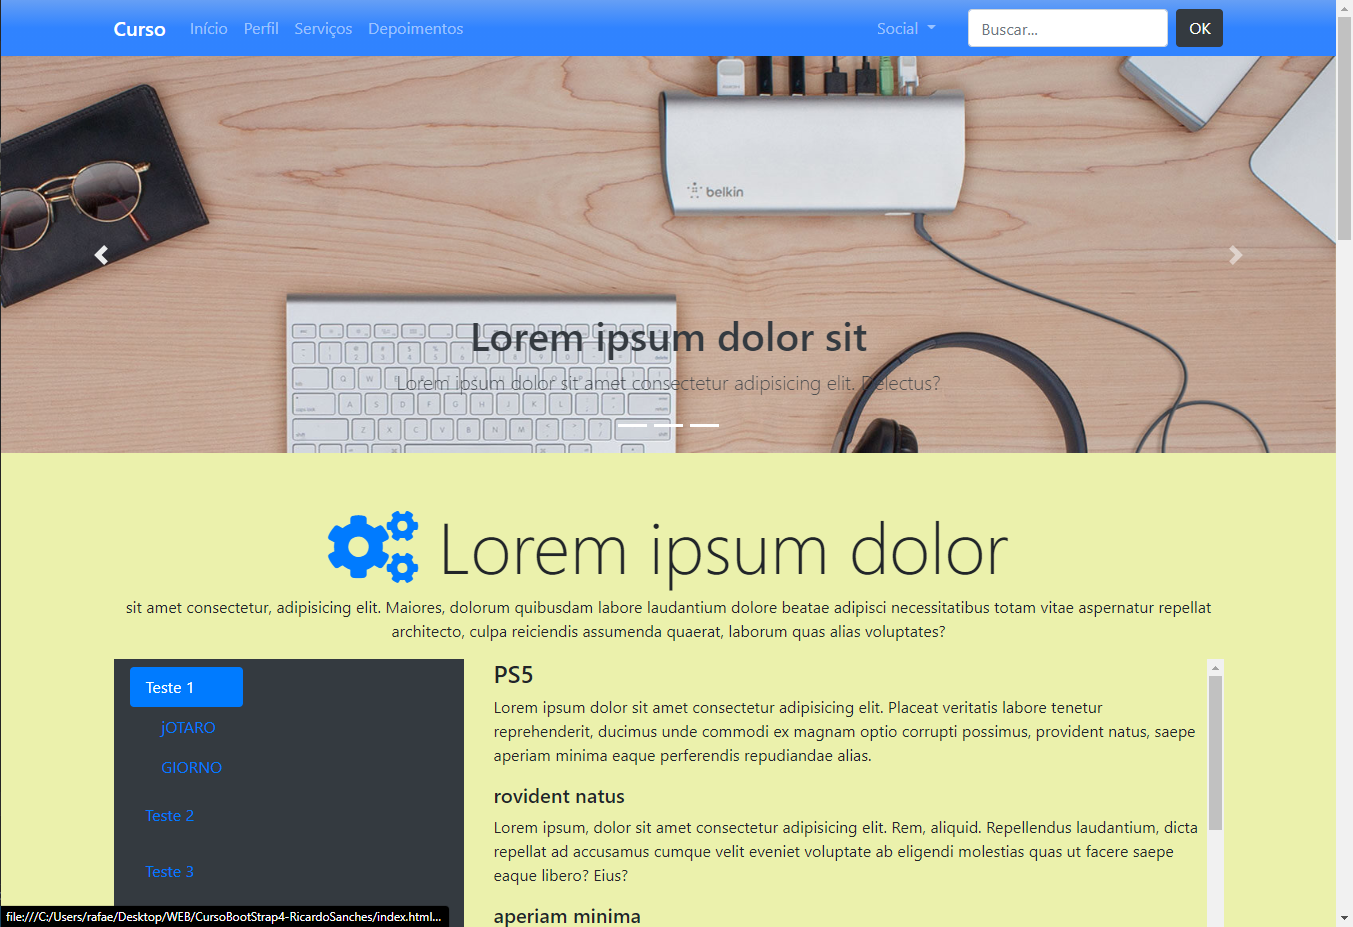 Curso Início Perfil Serviços Depoimentos Social Buscar... OK
belkin
Lorem ipsum dolor sit
Lorem ipsum dolor sit amet consectetur adipisicing elit. Delectus?
Lorem ipsum dolor
sit amet consectetur, adipisicing elit. Maiores, dolorum quibusdam labore laudantium dolore beatae adipisci necessitatibus totam vitae aspernatur repellat
architecto, culpa reiciendis assumenda quaerat, laborum quas alias voluptates?
Teste 1
jOTARO
GIORNO
Teste 2
Teste 3
PS5
Lorem ipsum dolor sit amet consectetur adipisicing elit. Placeat veritatis labore tenetur
reprehenderit, ducimus unde commodi ex magnam optio corrupti possimus, provident natus, saepe
aperiam minima eaque perferendis repudiandae alias.
rovident natus
Lorem ipsum, dolor sit amet consectetur adipisicing elit. Rem, aliquid. Repellendus laudantium, dicta
repellat ad accusamus cumque velit eveniet voluptate ab eligendi molestias quas ut facere saepe
eaque libero? Eius?
aperiam minima
file:///C:/Users/rafae/Desktop/WEB/CursoBootStrap4-RicardoSanches/index.html...